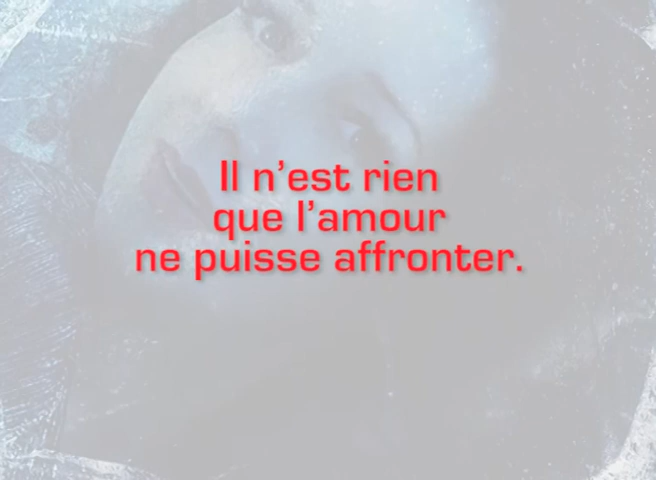 Il n’est rien
que l’amour
ne puisse affronter.